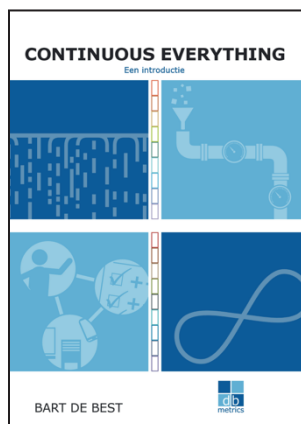 CONTINUOUS EVERYTHING
Een introductie
BART DE BEST
db
metrics